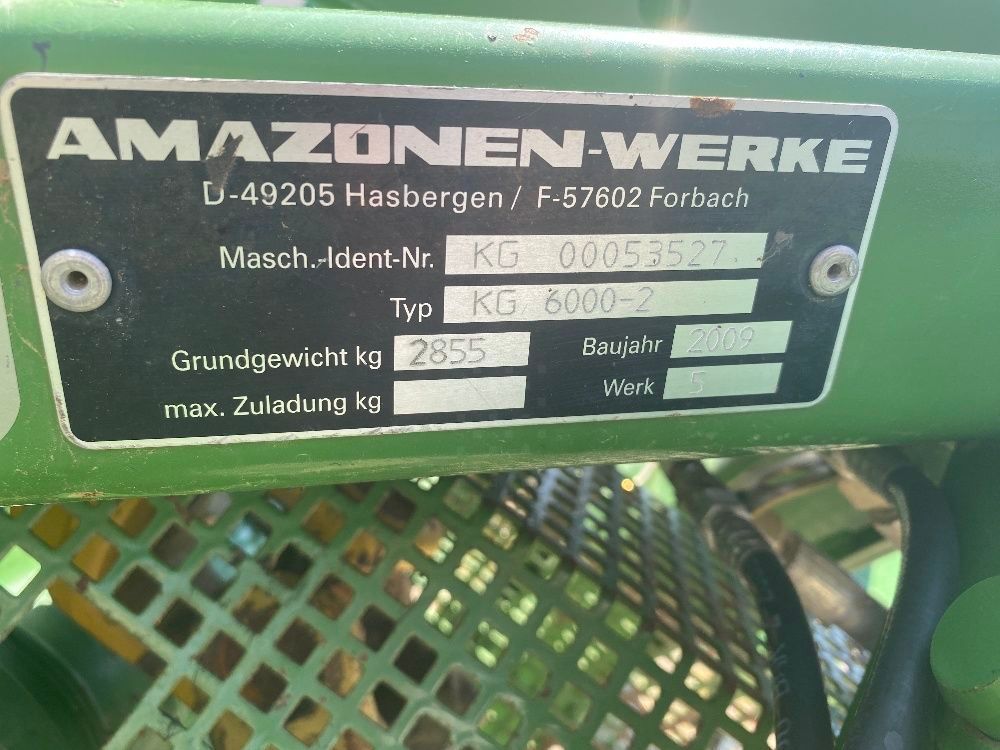 AMAZONEN-WERKE
D-49205 Hasbergen / F-57602 Forbach
Masch.-Ident-Nr. KG 00053527
Typ KG 6000-2
Grundgewicht kg 2855 Baujahr 2009
max. Zuladung kg Werk 5